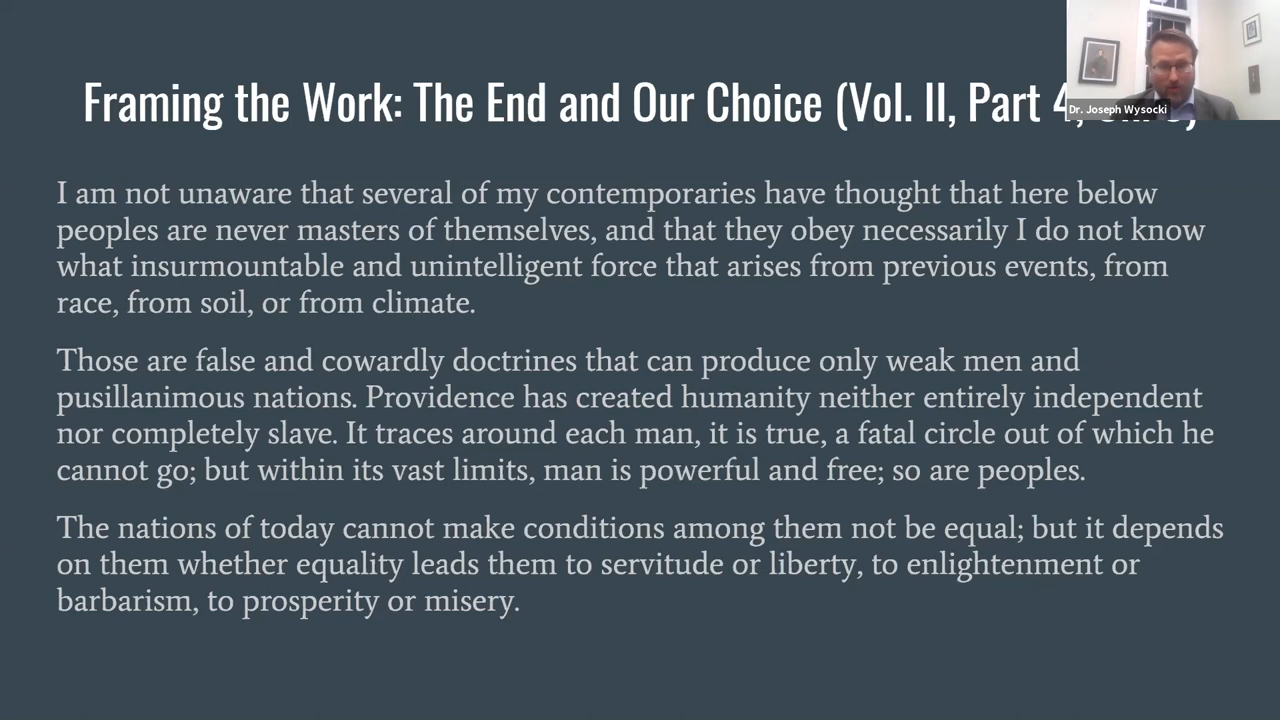 Framing the Work: The End and Our Choice (Vol. II, Part 4,
Dr. Joseph Wysocki
I am not unaware that several of my contemporaries have thought that here below
peoples are never masters of themselves, and that they obey necessarily I do not know
what insurmountable and unintelligent force that arises from previous events, from
race, from soil, or from climate.
Those are false and cowardly doctrines that can produce only weak men and
pusillanimous nations. Providence has created humanity neither entirely independent
nor completely slave. It traces around each man, it is true, a fatal circle out of which he
cannot go; but within its vast limits, man is powerful and free; so are peoples.
The nations of today cannot make conditions among them not be equal; but it depends
on them whether equality leads them to servitude or liberty, to enlightenment or
barbarism, to prosperity or misery.